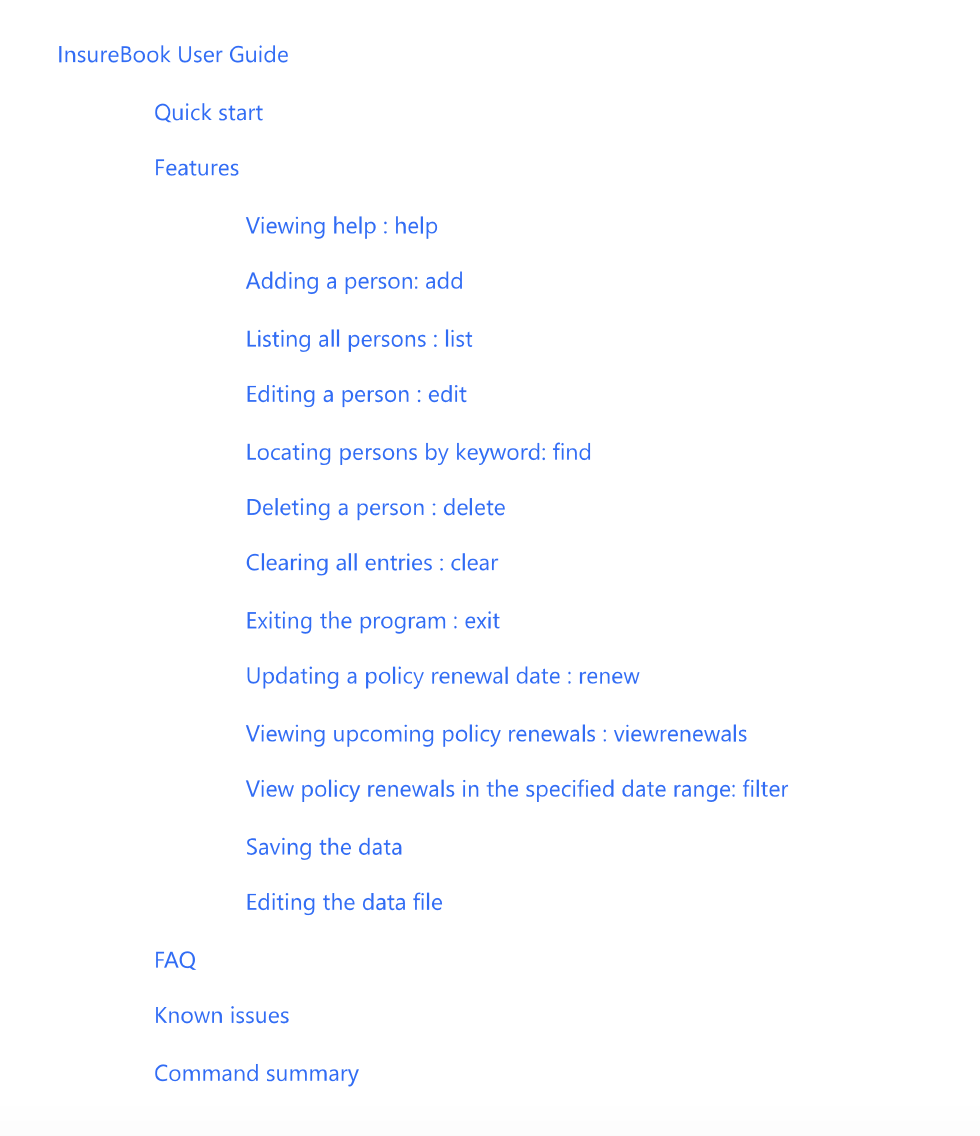 InsureBook User Guide
Quick start
Features
Viewing help : help
Adding a person: add
Listing all persons : list
Editing a person : edit
Locating persons by keyword: find
Deleting a person : delete
Clearing all entries : clear
Exiting the program : exit
Updating a policy renewal date : renew
Viewing upcoming policy renewals : viewrenewals
View policy renewals in the specified date range: filter
Saving the data
Editing the data file
FAQ
Known issues
Command summary